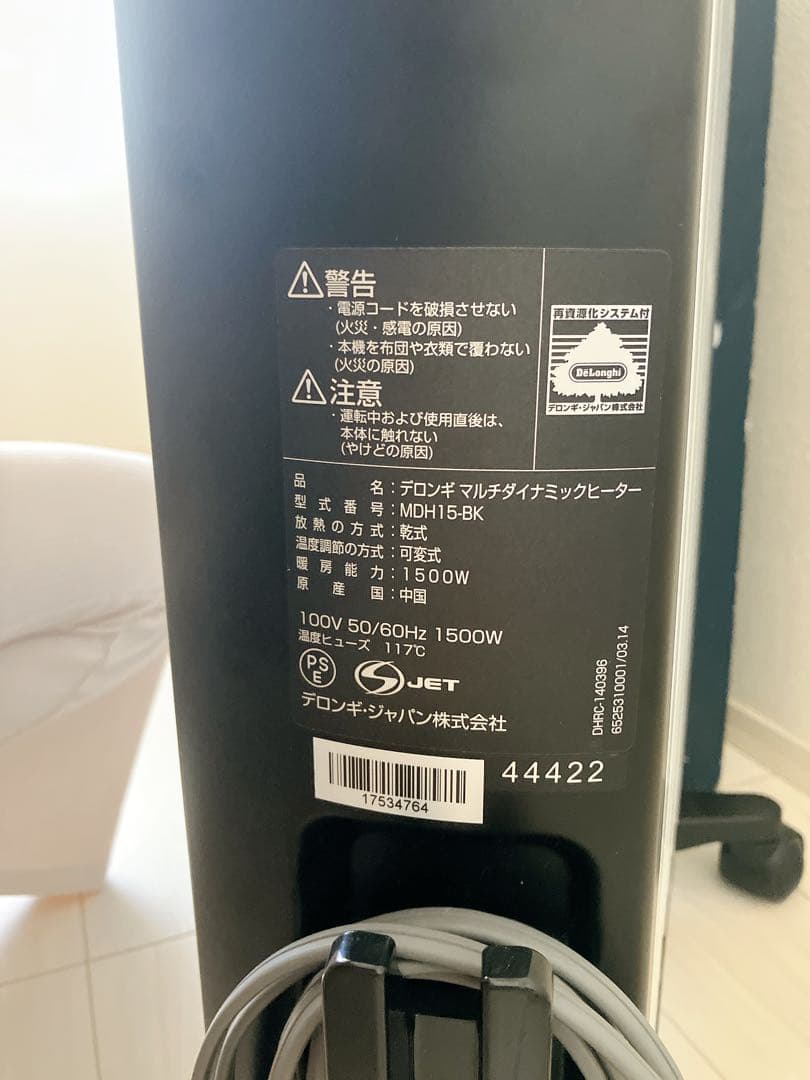 警告
・電源コードを破損させない
(火災・感電の原因)
・本機を布団や衣類で覆わない
(火災の原因)
注意
・運転中および使用直後は、
本体に触れない
(やけどの原因)
再資源化システム付
DeLonghi
デロンギ・ジャパン株式会社
品名：デロンギ マルチダイナミックヒーター
型式番号：MDH15-BK
放熱の方式：乾式
温度調節の方式：可変式
暖房能力：1500W
原産国：中国
100V 50/60Hz 1500W
温度ヒューズ 117℃
PSE
JET
デロンギ・ジャパン株式会社
DHRC-140396
6525310001/03.14
17534764
44422